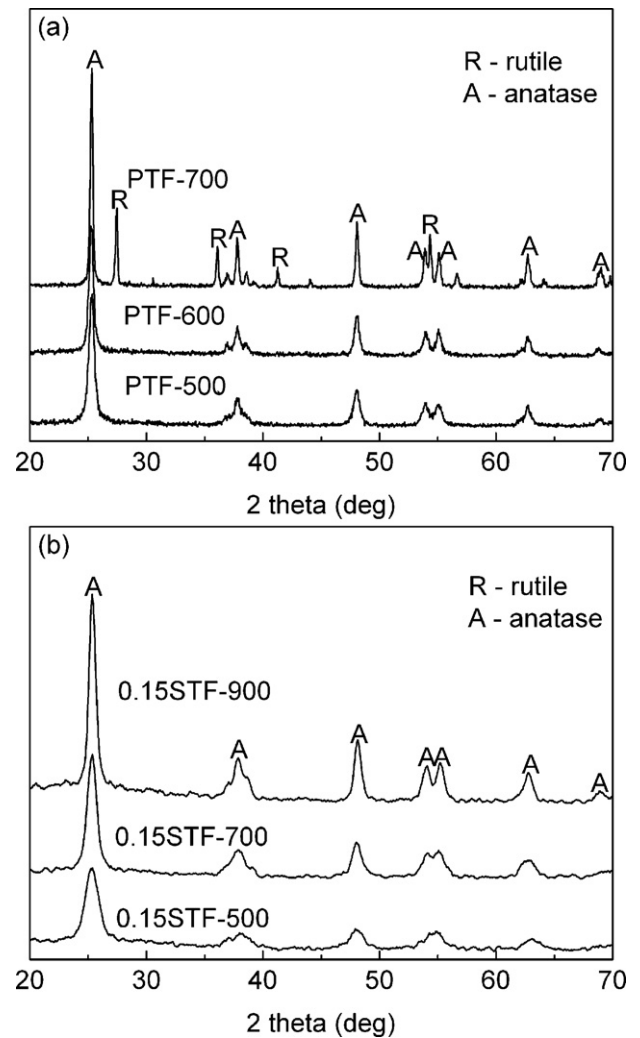 (a)
A
R - rutile
A - anatase
PTF-700
R
R
A
R
A
A
R
A
A
A
PTF-600
PTF-500
20 30 40 50 60 70
2 theta (deg)
(b)
A
R - rutile
A - anatase
0.15STF-900
A
A
A A
A
A
0.15STF-700
0.15STF-500
20 30 40 50 60 70
2 theta (deg)